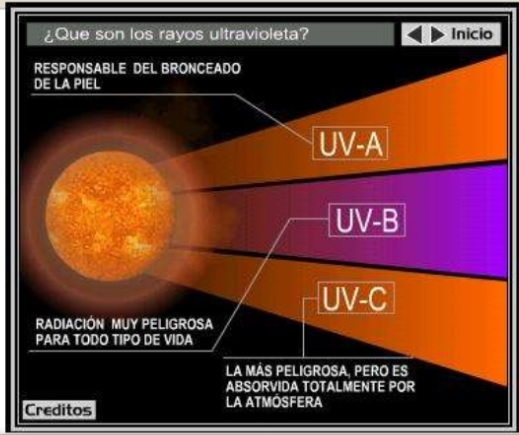 ¿Que son los rayos ultravioleta?
Inicio
RESPONSABLE DEL BRONCEADO
DE LA PIEL
UV-A
UV-B
UV-C
RADIACIÓN MUY PELIGROSA
PARA TODO TIPO DE VIDA
LA MÁS PELIGROSA, PERO ES
ABSORVIDA TOTALMENTE POR
LA ATMÓSFERA
Creditos